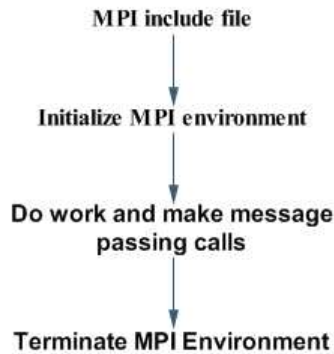 MPI include file
Initialize MPI environment
Do work and make message
passing calls
Terminate MPI Environment